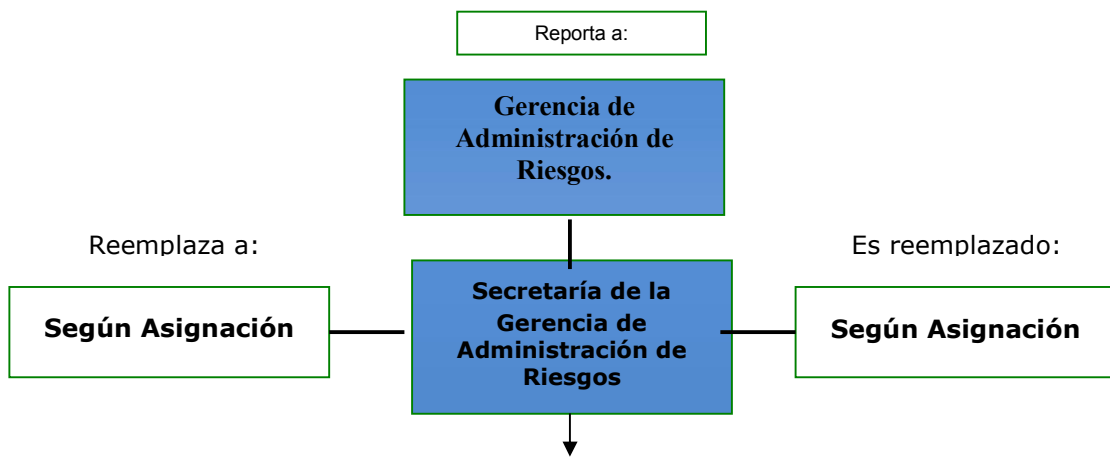 Reporta a:
Gerencia de
Administración de
Riesgos.
Reemplaza a:
Es reemplazado:
Según Asignación
Secretaría de la
Gerencia de
Administración de
Riesgos
Según Asignación